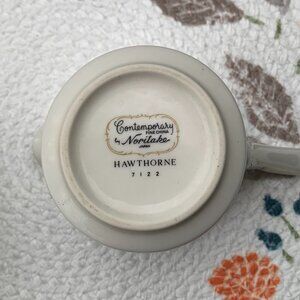 Contemporary
FINE CHINA
by Noritake
JAPAN
HAWTHORNE
7122